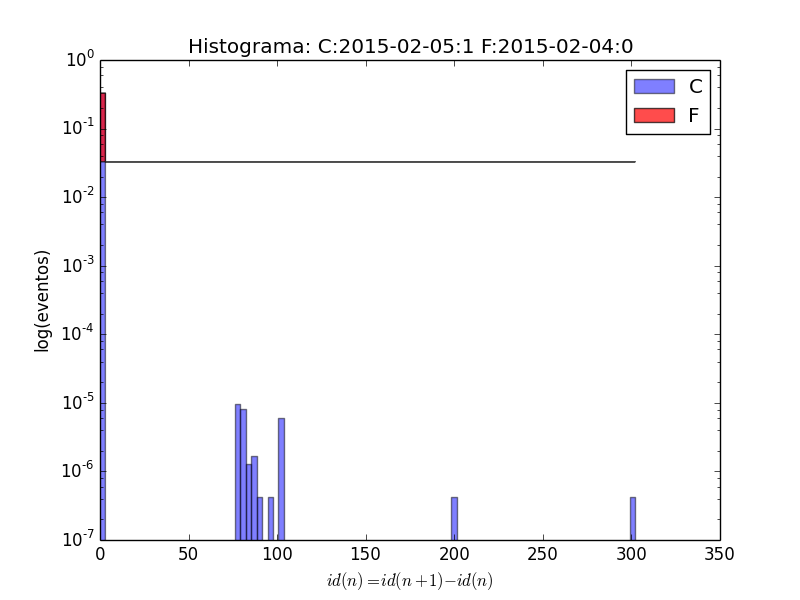 Histograma: C:2015-02-05:1 F:2015-02-04:0
C
F
log(eventos)
10^0
10^-1
10^-2
10^-3
10^-4
10^-5
10^-6
10^-7
0 50 100 150 200 250 300 350
id(n)=id(n+1)−id(n)